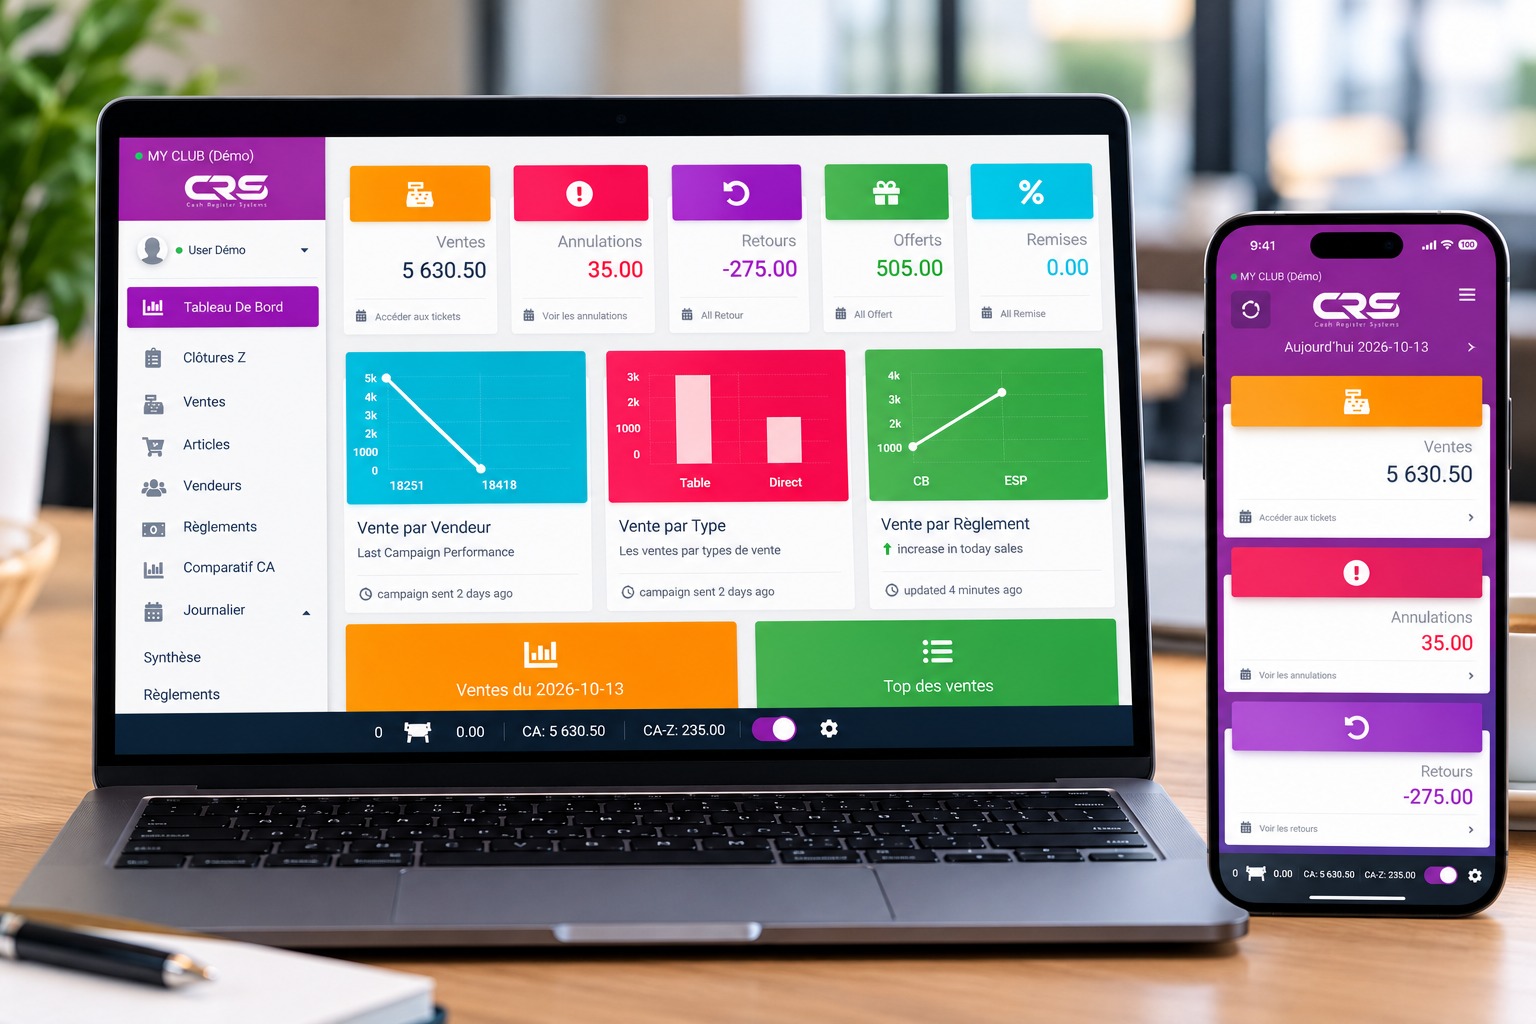 MY CLUB (Démo)
CRS
Cash Register Systems
User Démo
Tableau De Bord
Clôtures Z
Ventes
Articles
Vendeurs
Règlements
Comparatif CA
Journalier
Synthèse
Règlements
Ventes
5 630.50
Accéder aux tickets
Annulations
35.00
Voir les annulations
Retours
-275.00
All Retour
Offerts
505.00
All Offert
%
Remises
0.00
All Remise
5k
4k
3k
2k
1000
0
18251 18418
Vente par Vendeur
Last Campaign Performance
campaign sent 2 days ago
3k
2k
1000
0
Table Direct
Vente par Type
Les ventes par types de vente
campaign sent 2 days ago
4k
3k
2k
1000
CB ESP
Vente par Règlement
increase in today sales
updated 4 minutes ago
Ventes du 2026-10-13
Top des ventes
0 0.00 CA: 5 630.50 CA-Z: 235.00
9:41 100
MY CLUB (Démo)
CRS
Cash Register Systems
Aujourd'hui 2026-10-13
Ventes
5 630.50
Accéder aux tickets
Annulations
35.00
Voir les annulations
Retours
-275.00
Voir les retours
0 0.00 CA: 5 630.50 CA-Z: 235.00